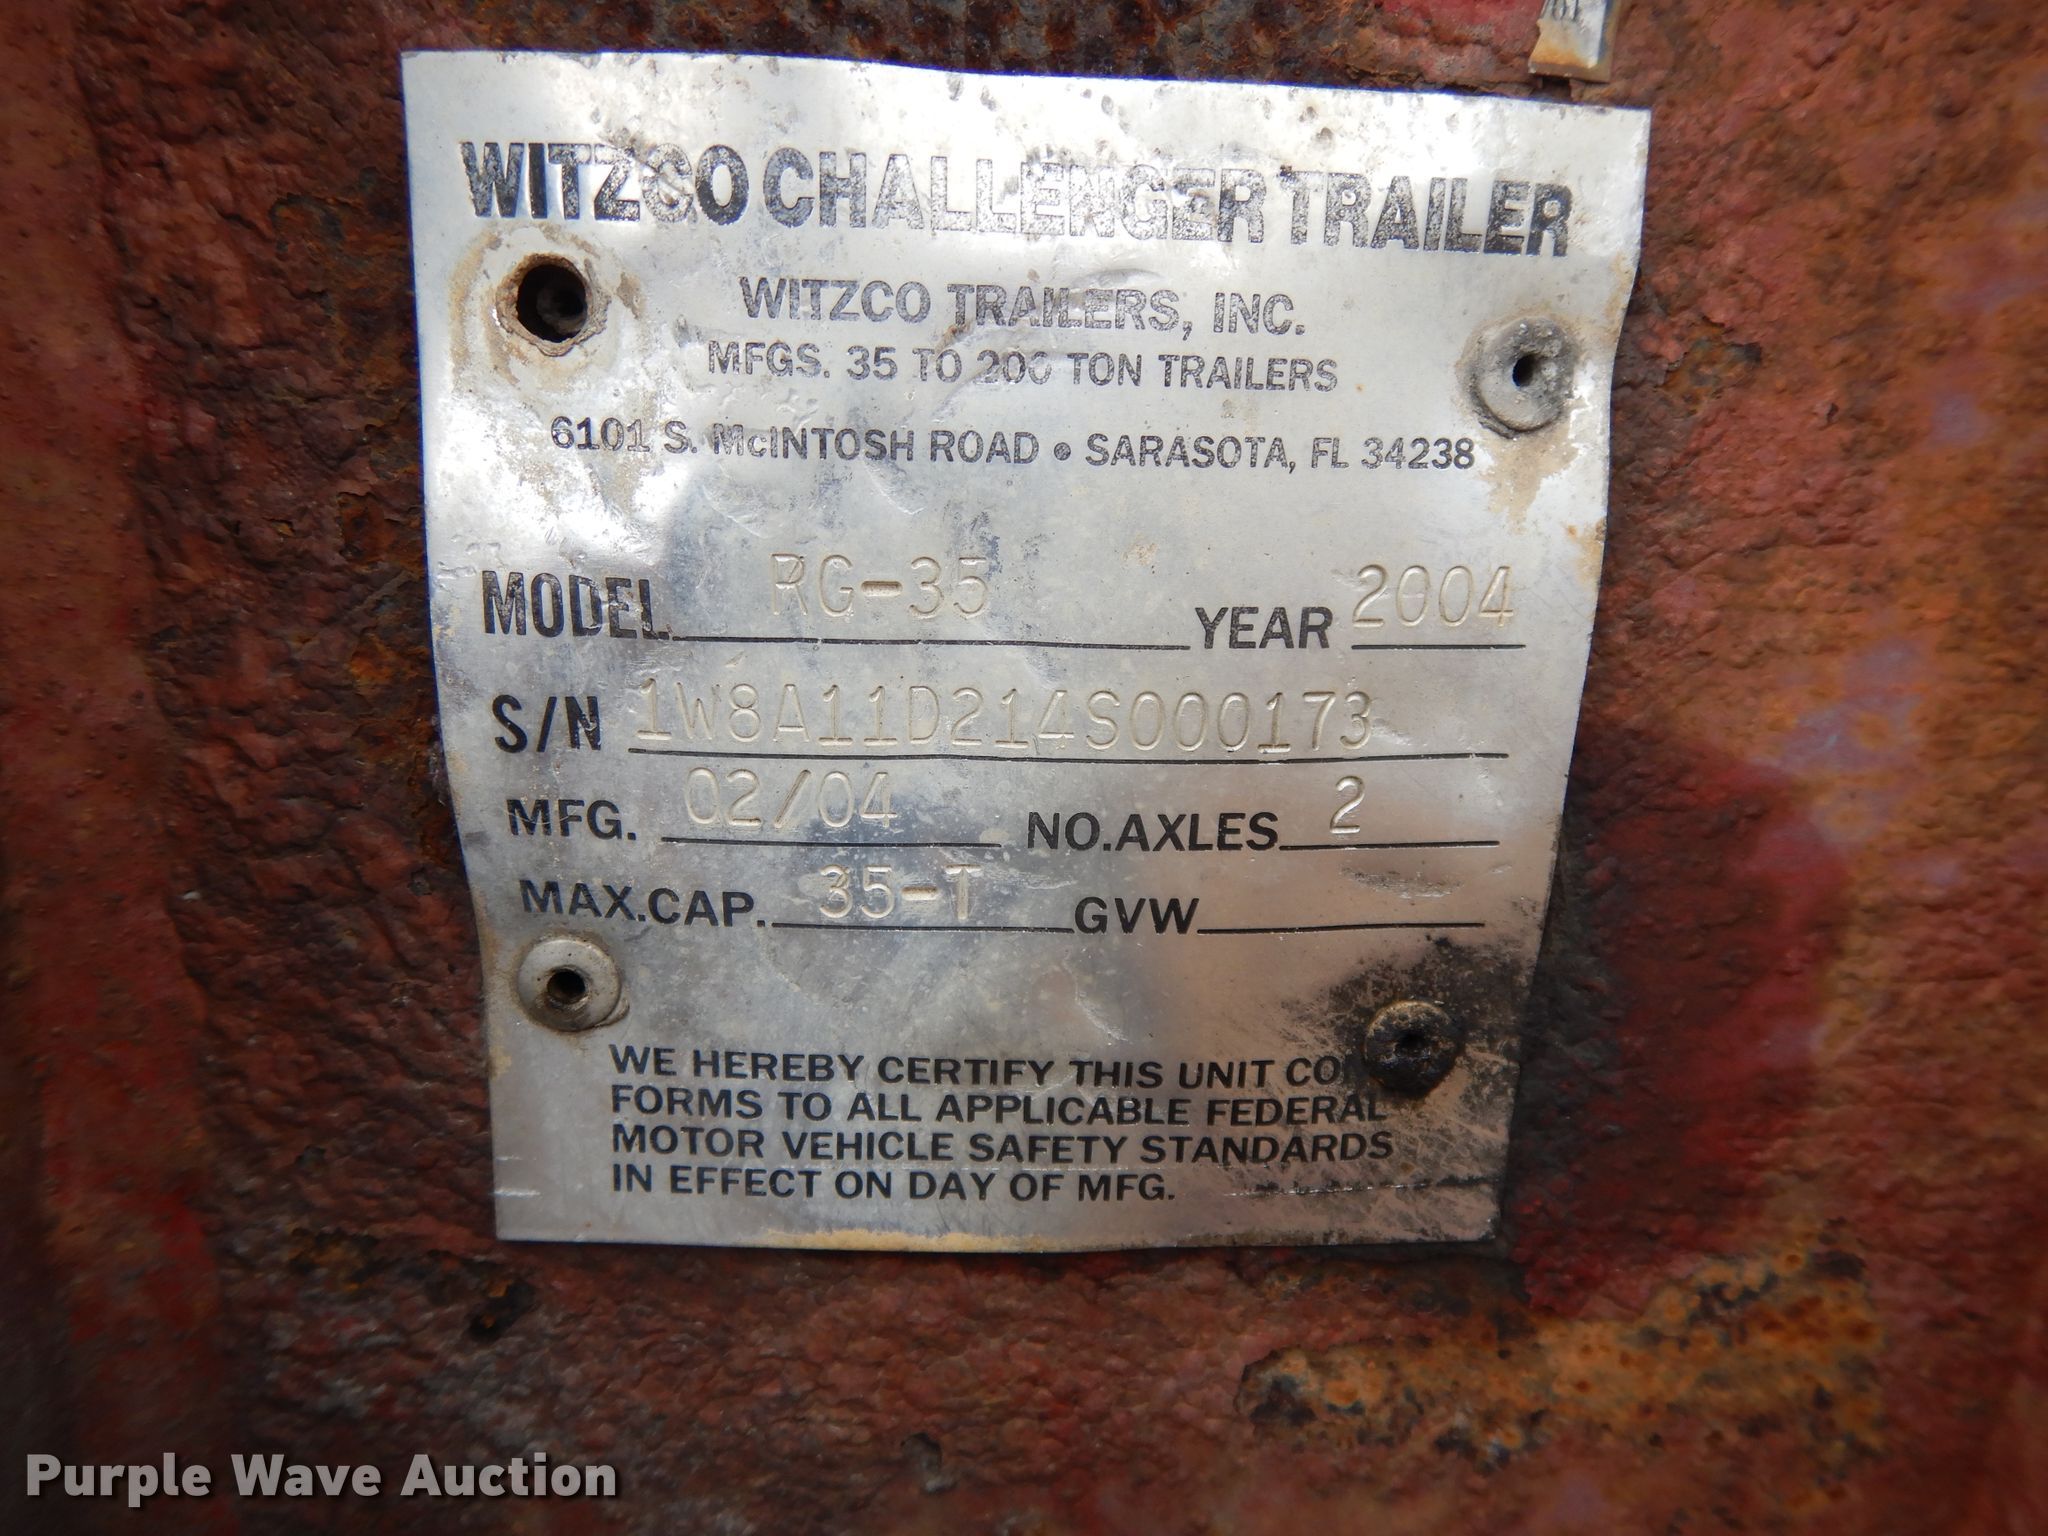 WITZCO CHALLENGER TRAILER
WITZCO TRAILERS, INC.
MFGS. 35 TO 200 TON TRAILERS
6101 S. McINTOSH ROAD • SARASOTA, FL 34238
MODEL RG-35 YEAR 2004
S/N 1W8A11D214S000173
MFG. 02/04 NO.AXLES 2
MAX.CAP. 35-T GVW
WE HEREBY CERTIFY THIS UNIT CON
FORMS TO ALL APPLICABLE FEDERAL
MOTOR VEHICLE SAFETY STANDARDS
IN EFFECT ON DAY OF MFG.
Purple Wave Auction